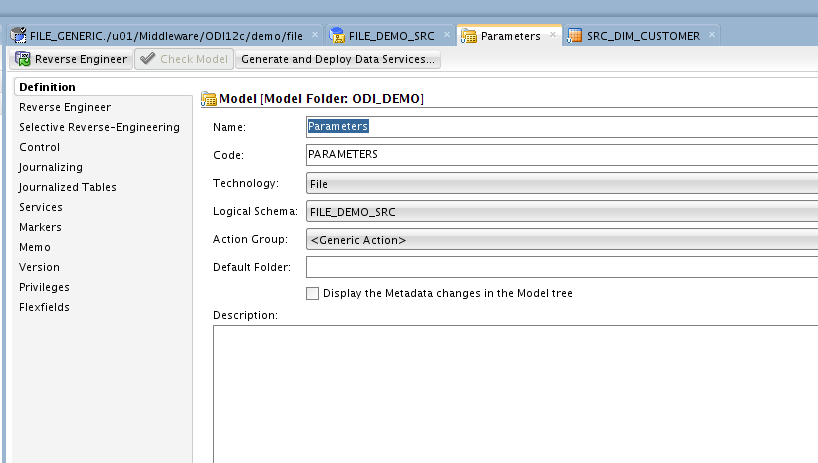 FILE_GENERIC./u01/Middleware/ODI12c/demo/file
FILE_DEMO_SRC
Parameters
SRC_DIM_CUSTOMER
Reverse Engineer
Check Model
Generate and Deploy Data Services...
Definition
Reverse Engineer
Selective Reverse-Engineering
Control
Journalizing
Journalized Tables
Services
Markers
Memo
Version
Privileges
Flexfields
Model [Model Folder: ODI_DEMO]
Name: Parameters
Code: PARAMETERS
Technology: File
Logical Schema: FILE_DEMO_SRC
Action Group: <Generic Action>
Default Folder:
Display the Metadata changes in the Model tree
Description: